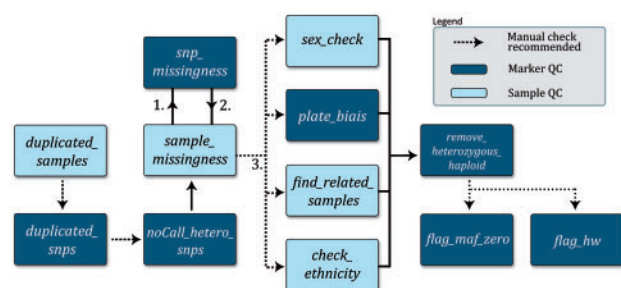 Legend
Manual check
recommended
Marker QC
Sample QC
snp_
missingness
1.
2.
duplicated_
samples
sample_
missingness
3.
duplicated_
snps
noCall_hetero_
snps
sex_check
plate_biais
find_related_
samples
check_
ethnicity
remove_
heterozygous_
haploid
flag_maf_zero
flag_hw